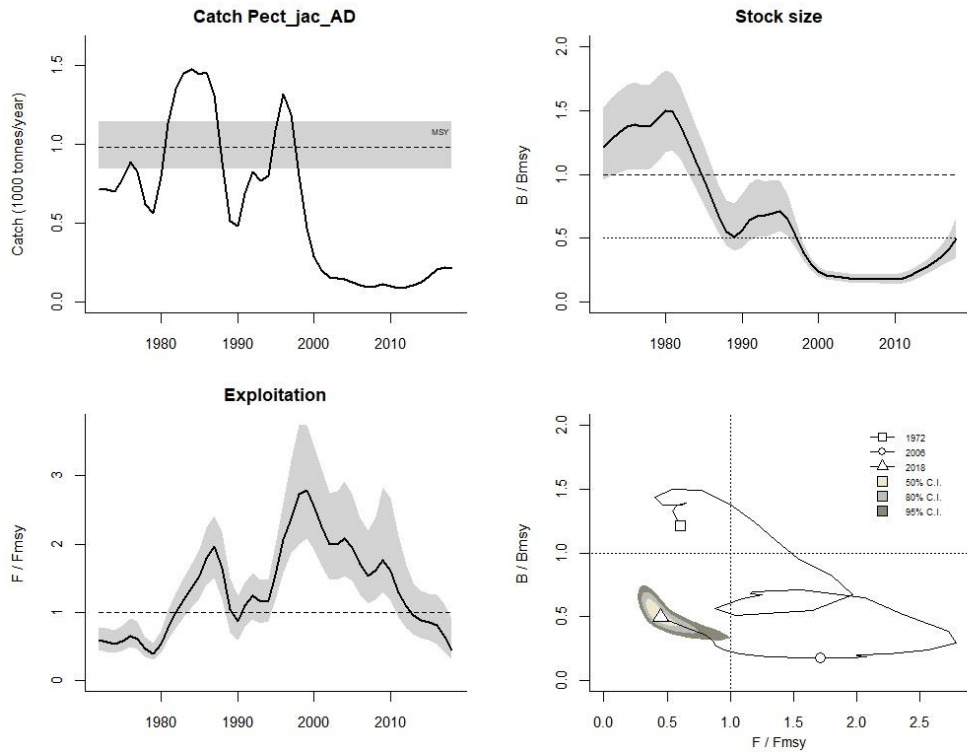 Catch Pect_jac_AD
Catch (1000 tonnes/year)
1.5
1.0
0.5
0.0
MSY
1980 1990 2000 2010
Stock size
B / Bmsy
2.0
1.5
1.0
0.5
0.0
1980 1990 2000 2010
Exploitation
F / Fmsy
3
2
1
0
1980 1990 2000 2010
B / Bmsy
2.0
1.5
1.0
0.5
0.0
1972
2006
2018
50% C.I.
80% C.I.
95% C.I.
0.0 0.5 1.0 1.5 2.0 2.5
F / Fmsy